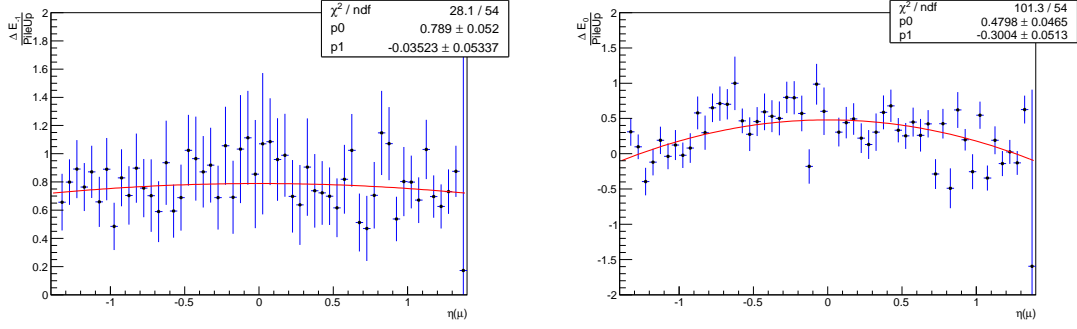 χ² / ndf 28.1 / 54
p0 0.789 ± 0.052
p1 -0.03523 ± 0.05337
Δ E₋₁
PileUp
2
1.8
1.6
1.4
1.2
1
0.8
0.6
0.4
0.2
0
-1 -0.5 0 0.5 1
η(μ)
χ² / ndf 101.3 / 54
p0 0.4798 ± 0.0465
p1 -0.3004 ± 0.0513
Δ E₀
PileUp
2
1.5
1
0.5
0
-0.5
-1
-1.5
-2
-1 -0.5 0 0.5 1
η(μ)